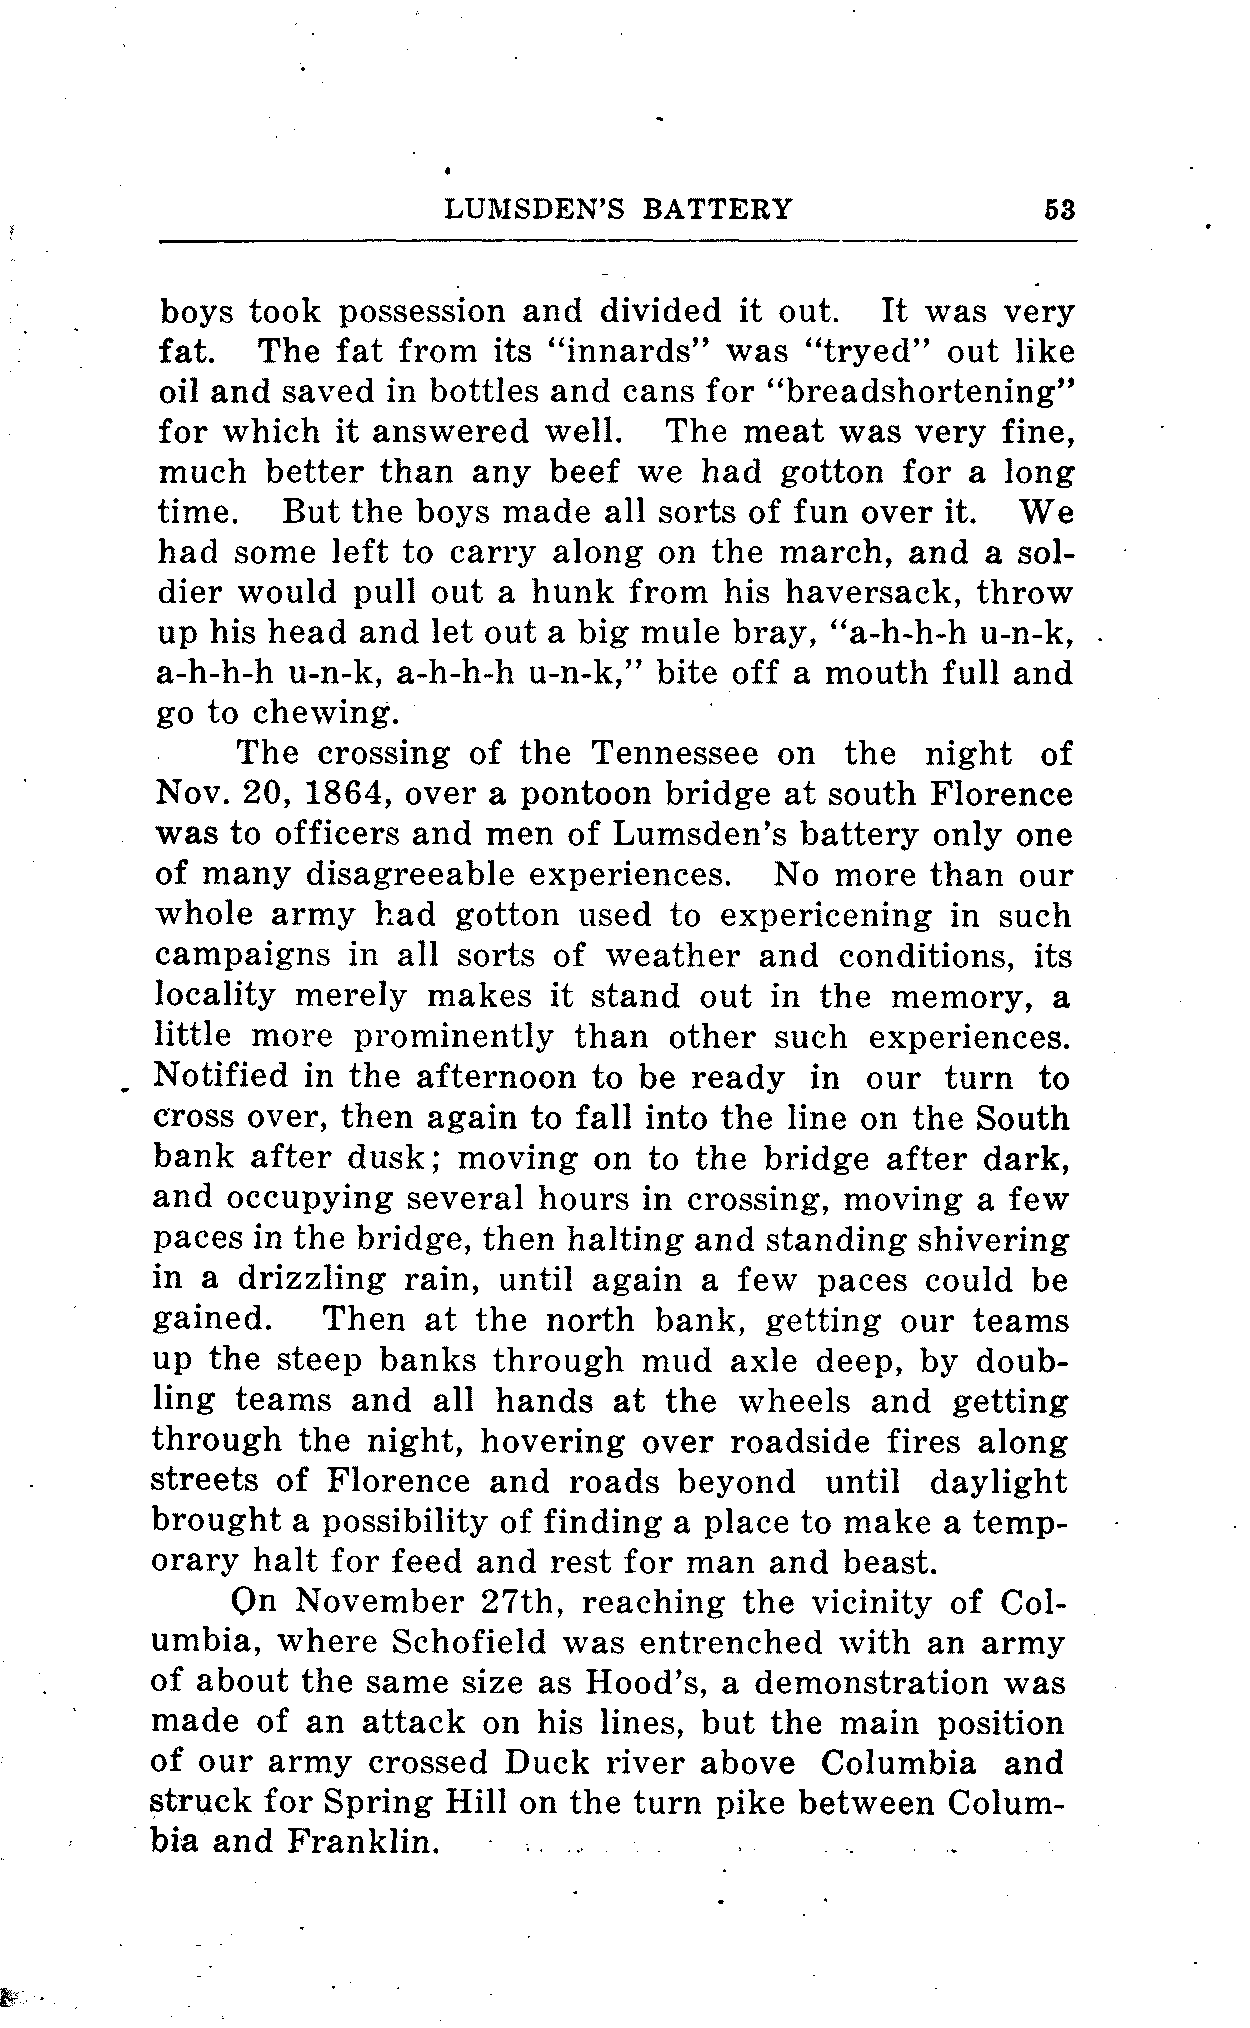 LUMSDEN'S BATTERY 53
boys took possession and divided it out. It was very
fat. The fat from its "innards" was "tryed" out like
oil and saved in bottles and cans for "breadshortening"
for which it answered well. The meat was very fine,
much better than any beef we had gotton for a long
time. But the boys made all sorts of fun over it. We
had some left to carry along on the march, and a sol-
dier would pull out a hunk from his haversack, throw
up his head and let out a big mule bray, "a-h-h-h u-n-k,
a-h-h-h u-n-k, a-h-h-h u-n-k," bite off a mouth full and
go to chewing.
The crossing of the Tennessee on the night of
Nov. 20, 1864, over a pontoon bridge at south Florence
was to officers and men of Lumsden's battery only one
of many disagreeable experiences. No more than our
whole army had gotton used to expericening in such
campaigns in all sorts of weather and conditions, its
locality merely makes it stand out in the memory, a
little more prominently than other such experiences.
Notified in the afternoon to be ready in our turn to
cross over, then again to fall into the line on the South
bank after dusk; moving on to the bridge after dark,
and occupying several hours in crossing, moving a few
paces in the bridge, then halting and standing shivering
in a drizzling rain, until again a few paces could be
gained. Then at the north bank, getting our teams
up the steep banks through mud axle deep, by doub-
ling teams and all hands at the wheels and getting
through the night, hovering over roadside fires along
streets of Florence and roads beyond until daylight
brought a possibility of finding a place to make a temp-
orary halt for feed and rest for man and beast.
On November 27th, reaching the vicinity of Col-
umbia, where Schofield was entrenched with an army
of about the same size as Hood's, a demonstration was
made of an attack on his lines, but the main position
of our army crossed Duck river above Columbia and
struck for Spring Hill on the turn pike between Colum-
bia and Franklin.